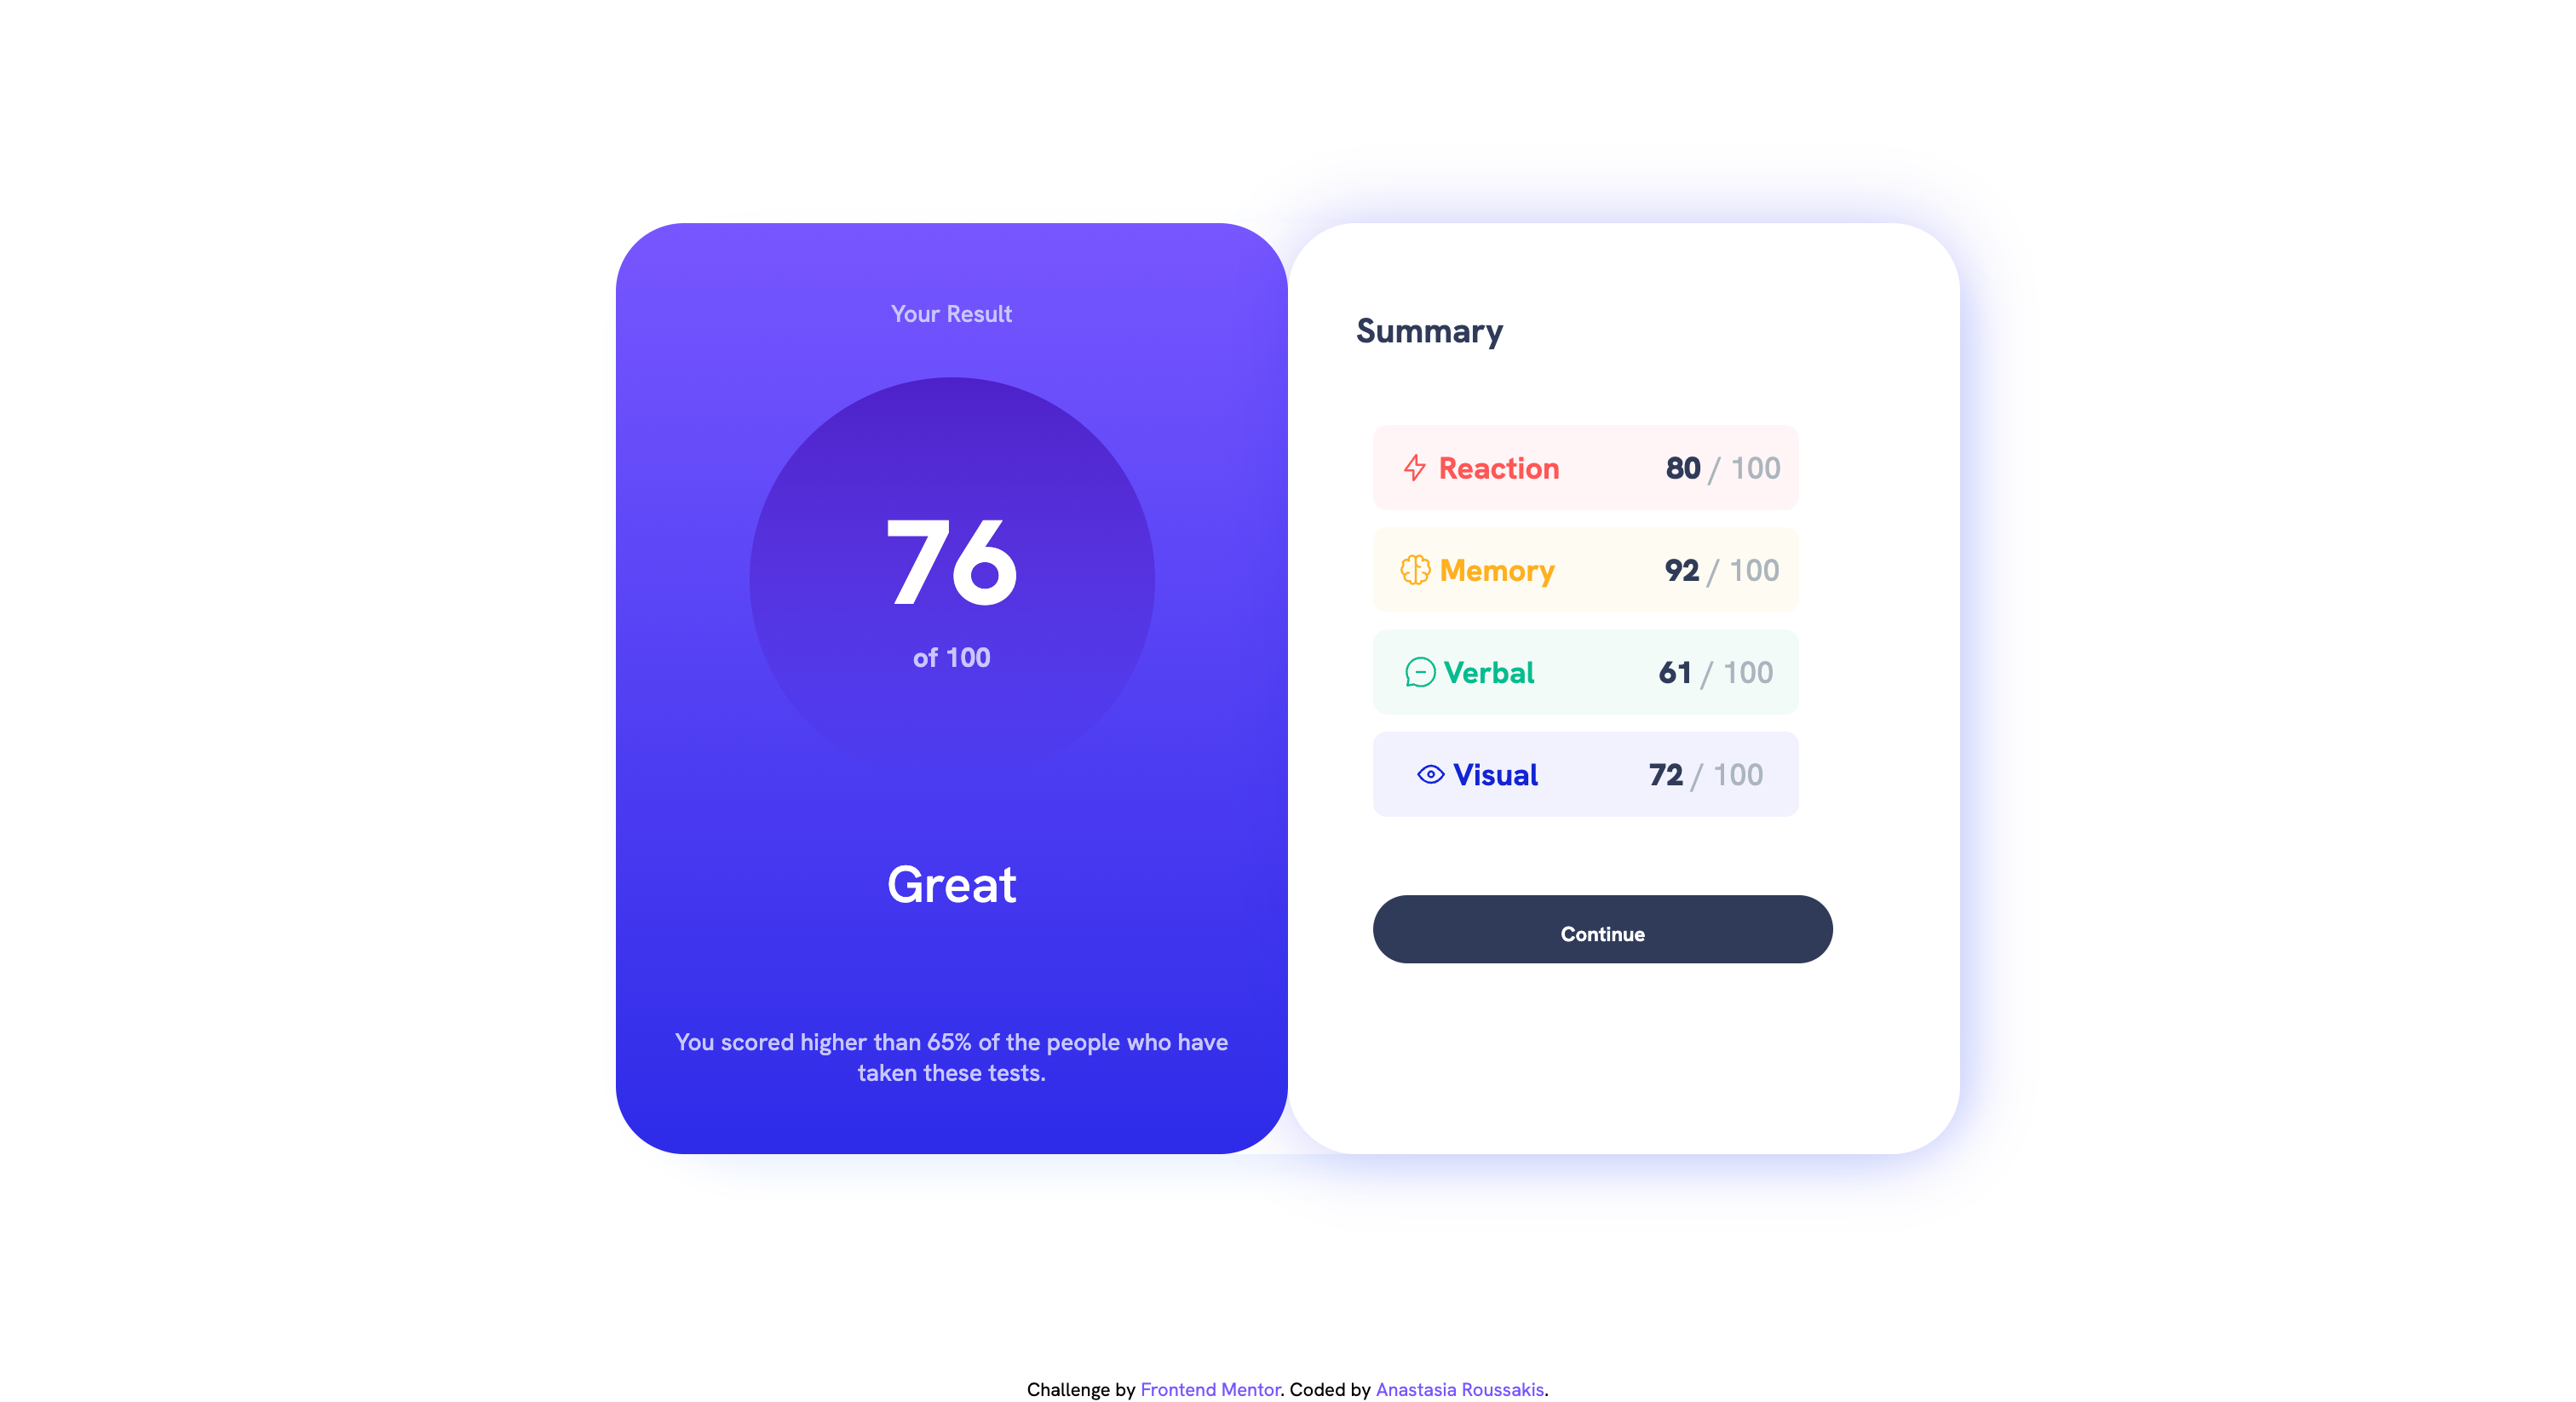 Your Result
76
of 100
Great
You scored higher than 65% of the people who have
taken these tests.
Summary
Reaction 80 / 100
Memory 92 / 100
Verbal 61 / 100
Visual 72 / 100
Continue
Challenge by Frontend Mentor. Coded by Anastasia Roussakis.